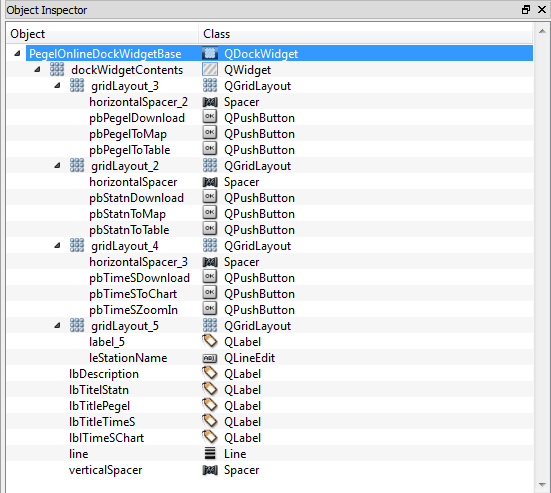 Object Inspector
Object Class
PegelOnlineDockWidgetBase QDockWidget
dockWidgetContents QWidget
gridLayout_3 QGridLayout
horizontalSpacer_2 Spacer
pbPegelDownload QPushButton
pbPegelToMap QPushButton
pbPegelToTable QPushButton
gridLayout_2 QGridLayout
horizontalSpacer Spacer
pbStatnDownload QPushButton
pbStatnToMap QPushButton
pbStatnToTable QPushButton
gridLayout_4 QGridLayout
horizontalSpacer_3 Spacer
pbTimeSDownload QPushButton
pbTimeSToChart QPushButton
pbTimeSZoomIn QPushButton
gridLayout_5 QGridLayout
label_5 QLabel
leStationName QLineEdit
lbDescription QLabel
lbTitelStatn QLabel
lbTitlePegel QLabel
lbTitleTimeS QLabel
lblTimeSChart QLabel
line Line
verticalSpacer Spacer